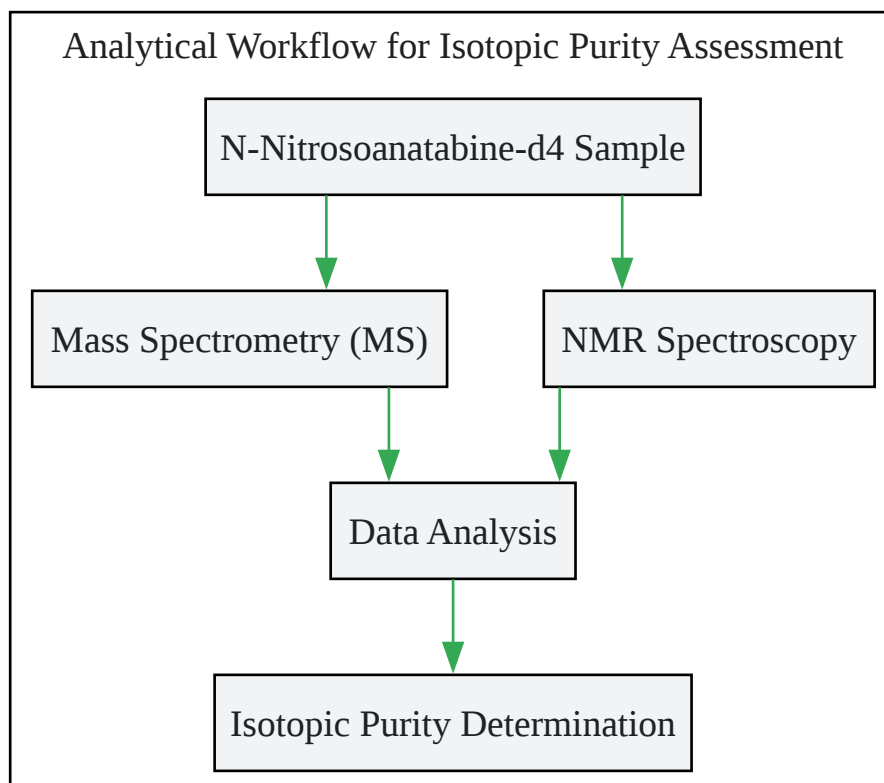 Analytical Workflow for Isotopic Purity Assessment
N-Nitrosoanatabine-d4 Sample
Mass Spectrometry (MS)
NMR Spectroscopy
Data Analysis
Isotopic Purity Determination